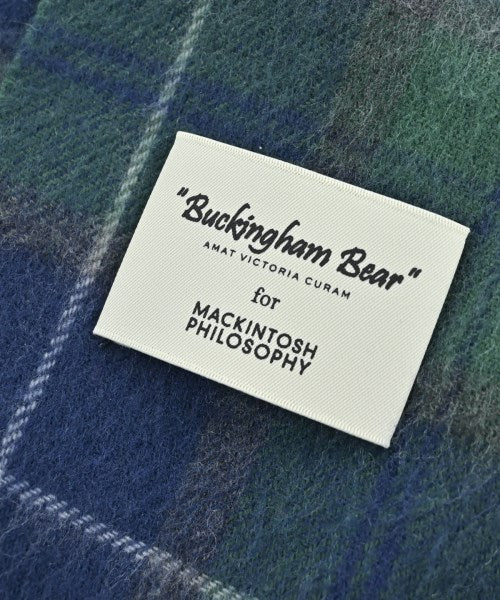 "Buckingham Bear"
AMAT VICTORIA CURAM
for
MACKINTOSH
PHILOSOPHY